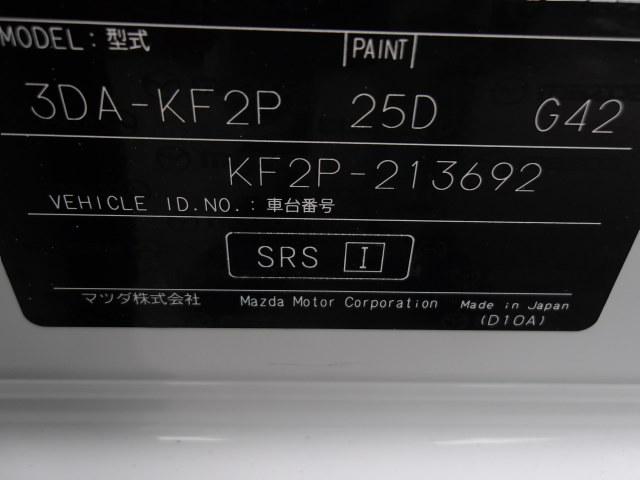 MODEL: 型式 PAINT
3DA-KF2P 25D G42
KF2P-213692
VEHICLE ID.NO.: 車台番号
SRS I
マツダ株式会社 Mazda Motor Corporation Made in Japan
(D10A)